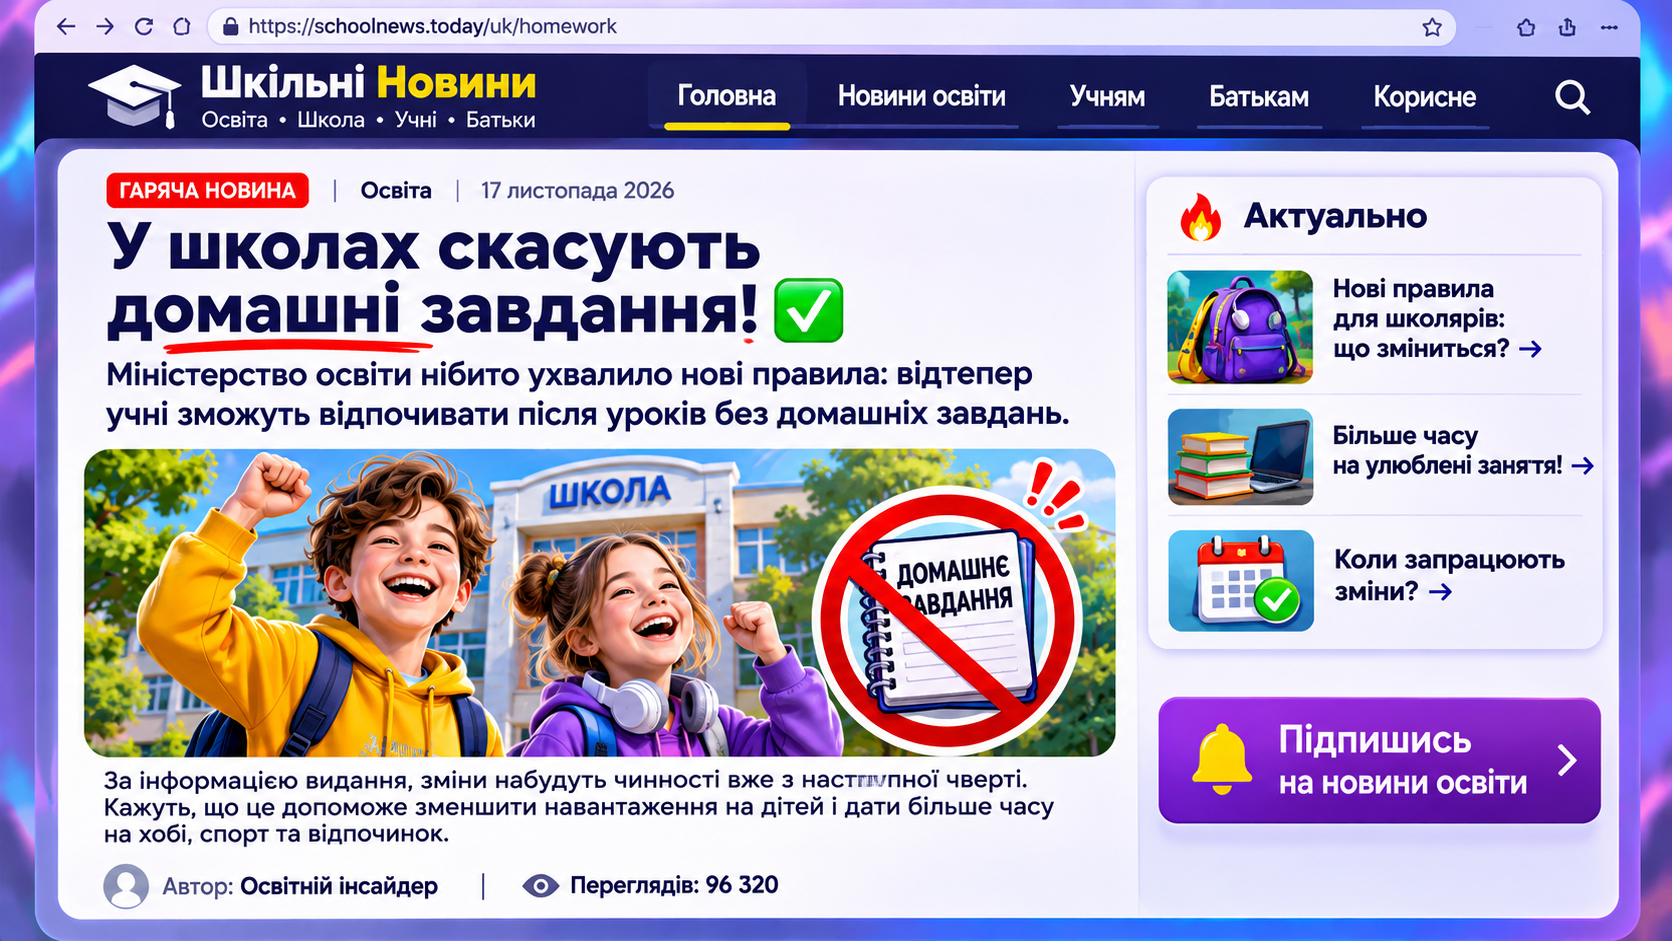 https://schoolnews.today/uk/homework
Шкільні Новини
Освіта • Школа • Учні • Батьки
Головна
Новини освіти
Учням
Батькам
Корисне
ГАРЯЧА НОВИНА | Освіта | 17 листопада 2026
У школах скасують
домашні завдання!
Міністерство освіти нібито ухвалило нові правила: відтепер
учні зможуть відпочивати після уроків без домашніх завдань.
ШКОЛА
ДОМАШНЄ
ЗАВДАННЯ
За інформацією видання, зміни набудуть чинності вже з чверті.
Кажуть, що це допоможе зменшити навантаження на дітей і дати більше часу
на хобі, спорт та відпочинок.
Автор: Освітній інсайдер | Переглядів: 96 320
Актуально
Нові правила
для школярів:
що зміниться? →
Більше часу
на улюблені заняття! →
Коли запрацюють
зміни? →
Підпишись
на новини освіти